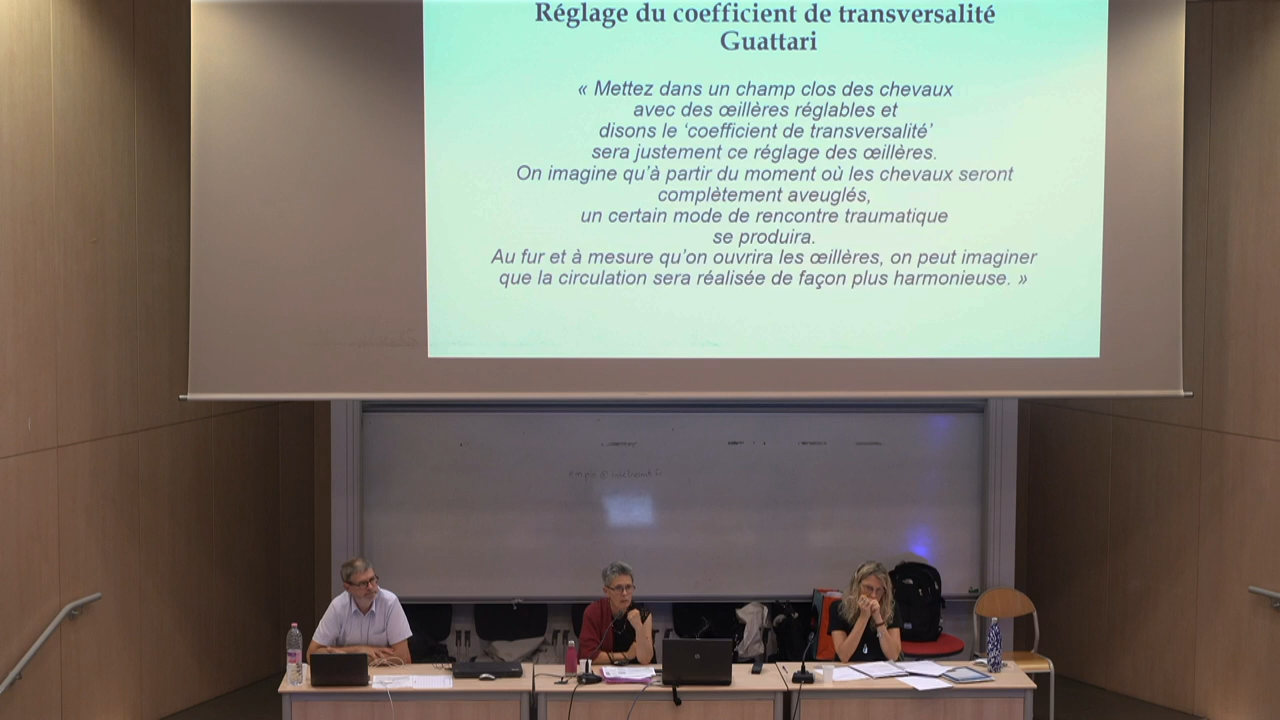 Réglage du coefficient de transversalité
Guattari
« Mettez dans un champ clos des chevaux
avec des œillères réglables et
disons le ‘coefficient de transversalité’
sera justement ce réglage des œillères.
On imagine qu’à partir du moment où les chevaux seront
complètement aveuglés,
un certain mode de rencontre traumatique
se produira.
Au fur et à mesure qu’on ouvrira les œillères, on peut imaginer
que la circulation sera réalisée de façon plus harmonieuse. »